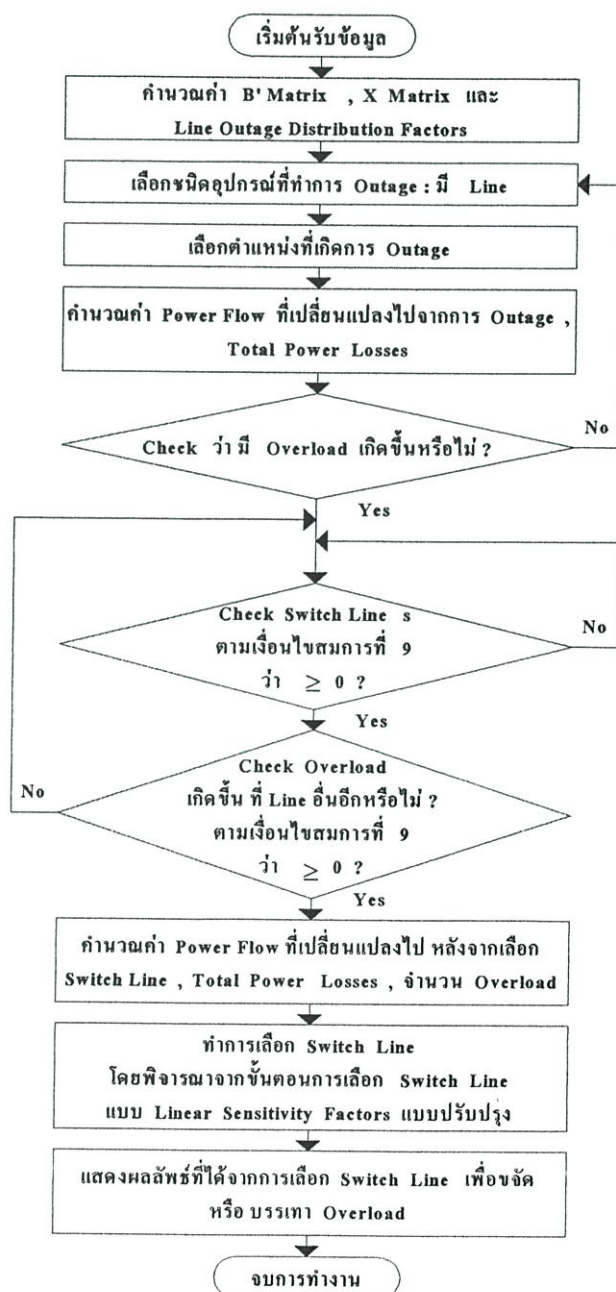 เริ่มต้นรับข้อมูล
คำนวณค่า B' Matrix , X Matrix และ
Line Outage Distribution Factors
เลือกชนิดอุปกรณ์ที่ทำการ Outage : มี Line
เลือกตำแหน่งที่เกิดการ Outage
คำนวณค่า Power Flow ที่เปลี่ยนแปลงไปจากการ Outage ,
Total Power Losses
Check ว่า มี Overload เกิดขึ้นหรือไม่ ?
No
Yes
Check Switch Line s
ตามเงื่อนไขสมการที่ 9
ว่า ≥ 0 ?
No
Yes
Check Overload
เกิดขึ้น ที่ Line อื่นอีกหรือไม่ ?
ตามเงื่อนไขสมการที่ 9
ว่า ≥ 0 ?
No
Yes
คำนวณค่า Power Flow ที่เปลี่ยนแปลงไป หลังจากเลือก
Switch Line , Total Power Losses , จำนวน Overload
ทำการเลือก Switch Line
โดยพิจารณาจากขั้นตอนการเลือก Switch Line
แบบ Linear Sensitivity Factors แบบปรับปรุง
แสดงผลลัพธ์ที่ได้จากการเลือก Switch Line เพื่อขจัด
หรือ บรรเทา Overload
จบการทำงาน